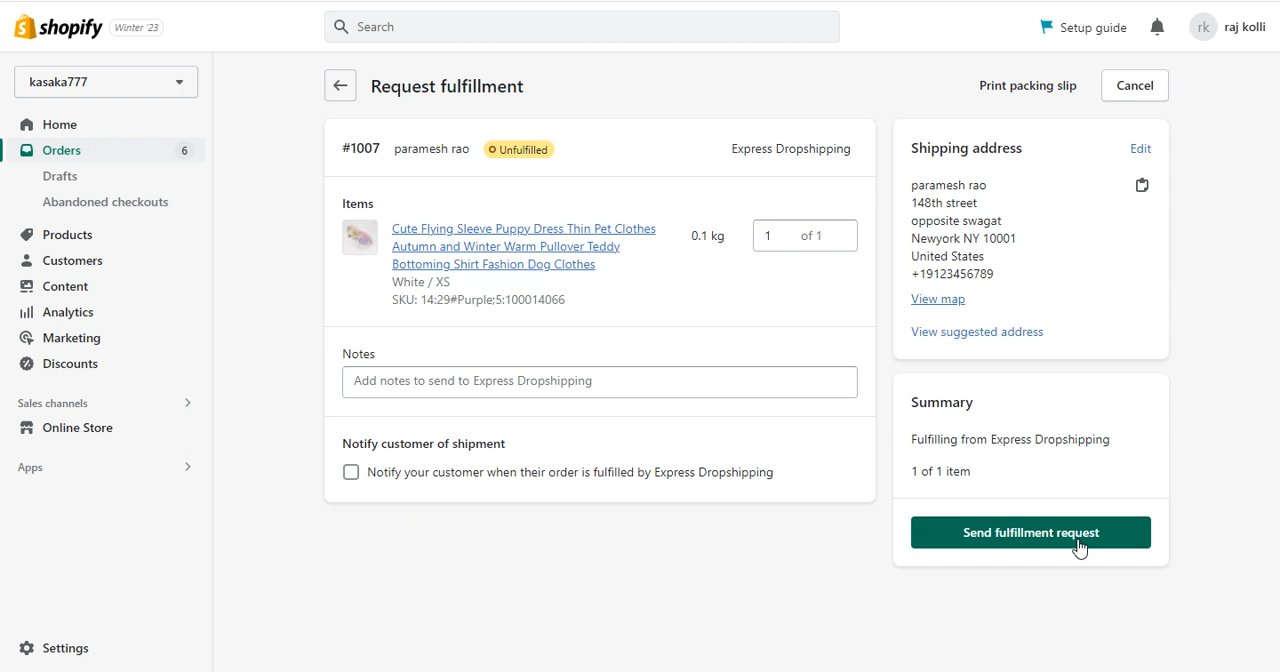 shopify Winter '23
Search
Setup guide
rk raj kolli
kasaka777
Home
Orders 6
Drafts
Abandoned checkouts
Products
Customers
Content
Analytics
Marketing
Discounts
Sales channels
Online Store
Apps
Settings
Request fulfillment
Print packing slip
Cancel
#1007 paramesh rao Unfulfilled Express Dropshipping
Items
Cute Flying Sleeve Puppy Dress Thin Pet Clothes
Autumn and Winter Warm Pullover Teddy
Bottoming Shirt Fashion Dog Clothes
White / XS
SKU: 14:29#Purple;5:100014066
0.1 kg
1 of 1
Notes
Add notes to send to Express Dropshipping
Notify customer of shipment
Notify your customer when their order is fulfilled by Express Dropshipping
Shipping address Edit
paramesh rao
148th street
opposite swagat
Newyork NY 10001
United States
+19123456789
View map
View suggested address
Summary
Fulfilling from Express Dropshipping
1 of 1 item
Send fulfillment request